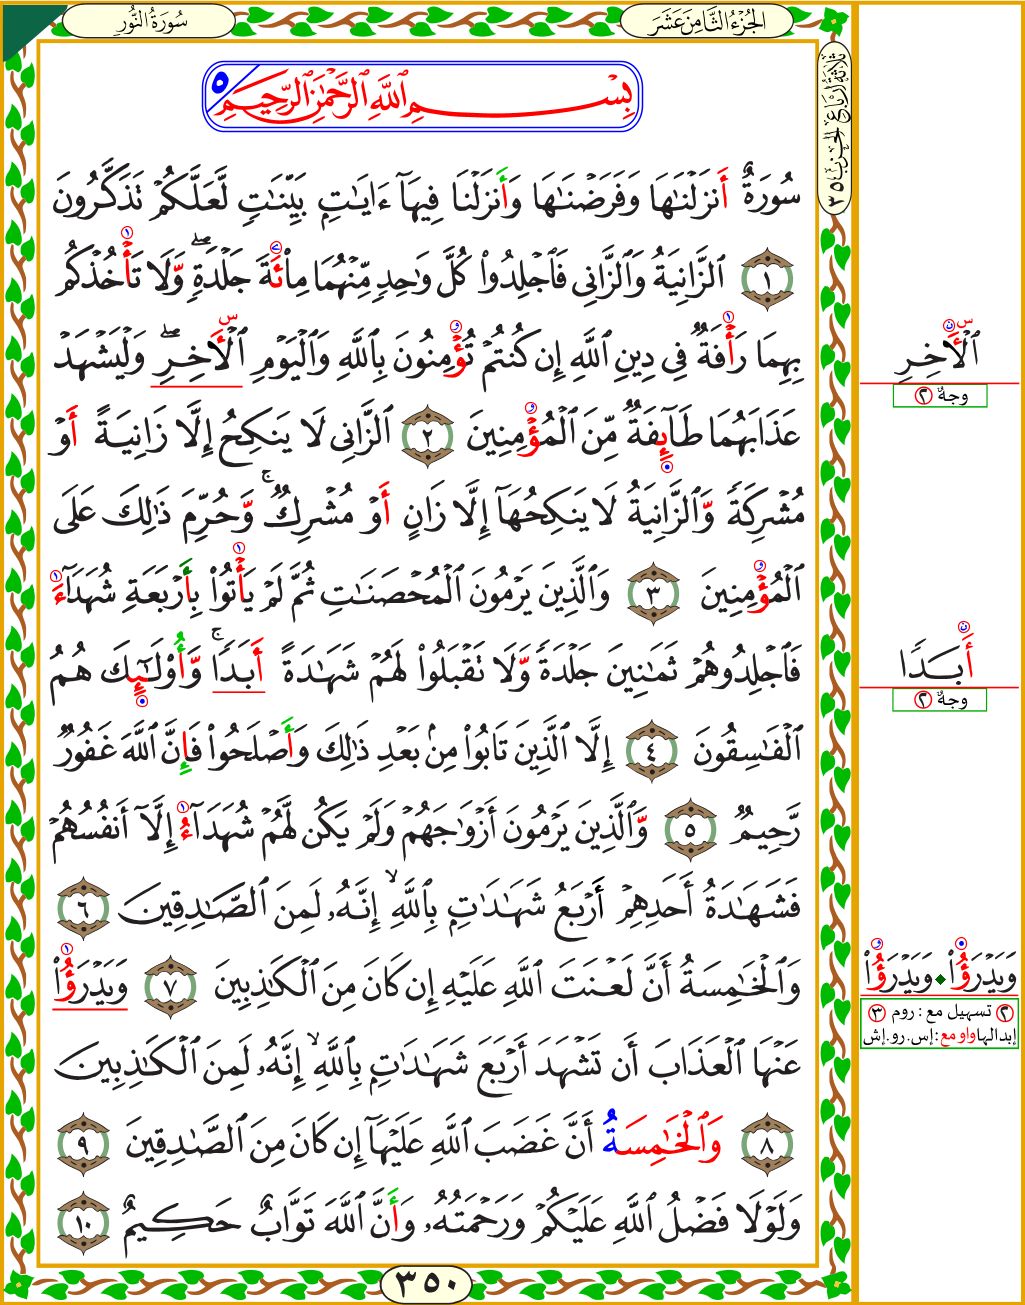 سُورَةُ النُّورِ
الجُزْءُ الثَّامِنَ عَشَرَ
ثلاثة أرباع الحزب ٣٥
بِسْمِ ٱللَّهِ ٱلرَّحْمَٰنِ ٱلرَّحِيمِ ٥
سُورَةٌ أَنزَلْنَٰهَا وَفَرَضْنَٰهَا وَأَنزَلْنَا فِيهَآ ءَايَٰتٍۭ بَيِّنَٰتٍ لَّعَلَّكُمْ تَذَكَّرُونَ
١ ٱلزَّانِيَةُ وَٱلزَّانِى فَٱجْلِدُوا۟ كُلَّ وَٰحِدٍ مِّنْهُمَا مِا۟ئَةَ جَلْدَةٍ ۖ وَّلَا تَأْخُذْكُم
بِهِمَا رَأْفَةٌ فِى دِينِ ٱللَّهِ إِن كُنتُمْ تُؤْمِنُونَ بِٱللَّهِ وَٱلْيَوْمِ ٱلْأَخِرِ ۖ وَلْيَشْهَدْ
عَذَابَهُمَا طَآئِفَةٌ مِّنَ ٱلْمُؤْمِنِينَ ٢ ٱلزَّانِى لَا يَنكِحُ إِلَّا زَانِيَةً أَوْ
مُشْرِكَةً وَّٱلزَّانِيَةُ لَا يَنكِحُهَآ إِلَّا زَانٍ أَوْ مُشْرِكٌ ۚ وَّحُرِّمَ ذَٰلِكَ عَلَى
ٱلْمُؤْمِنِينَ ٣ وَٱلَّذِينَ يَرْمُونَ ٱلْمُحْصَنَٰتِ ثُمَّ لَمْ يَأْتُوا۟ بِأَرْبَعَةِ شُهَدَآءَ
فَٱجْلِدُوهُمْ ثَمَٰنِينَ جَلْدَةً وَّلَا تَقْبَلُوا۟ لَهُمْ شَهَٰدَةً أَبَدًا ۚ وَّأُو۟لَٰٓئِكَ هُمُ
ٱلْفَٰسِقُونَ ٤ إِلَّا ٱلَّذِينَ تَابُوا۟ مِنۢ بَعْدِ ذَٰلِكَ وَأَصْلَحُوا۟ فَإِنَّ ٱللَّهَ غَفُورٌ
رَّحِيمٌ ٥ وَّٱلَّذِينَ يَرْمُونَ أَزْوَٰجَهُمْ وَلَمْ يَكُن لَّهُمْ شُهَدَآءُ إِلَّآ أَنفُسُهُمْ
فَشَهَٰدَةُ أَحَدِهِمْ أَرْبَعُ شَهَٰدَٰتٍۭ بِٱللَّهِ ۙ إِنَّهُۥ لَمِنَ ٱلصَّٰدِقِينَ ٦
وَٱلْخَٰمِسَةُ أَنَّ لَعْنَتَ ٱللَّهِ عَلَيْهِ إِن كَانَ مِنَ ٱلْكَٰذِبِينَ ٧ وَيَدْرَؤُا۟
عَنْهَا ٱلْعَذَابَ أَن تَشْهَدَ أَرْبَعَ شَهَٰدَٰتٍۭ بِٱللَّهِ ۙ إِنَّهُۥ لَمِنَ ٱلْكَٰذِبِينَ
٨ وَٱلْخَٰمِسَةُ أَنَّ غَضَبَ ٱللَّهِ عَلَيْهَآ إِن كَانَ مِنَ ٱلصَّٰدِقِينَ ٩
وَلَوْلَا فَضْلُ ٱللَّهِ عَلَيْكُمْ وَرَحْمَتُهُۥ وَأَنَّ ٱللَّهَ تَوَّابٌ حَكِيمٌ ١٠
٣٥٠
ٱلْأَخِرِ
وجهٌ ٢
أَبَدًا
وجهٌ ٢
وَيَدْرَؤُا۟ • وَيَدْرَؤُا۟
٢ تسهيل مع : روم ٣
إبدالها واو مع : إس. رو. إش